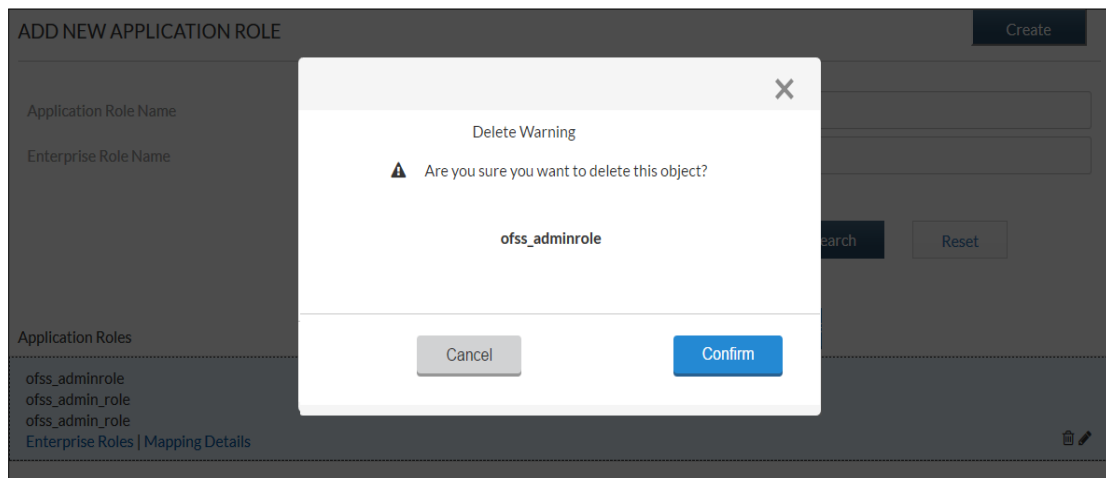 ADD NEW APPLICATION ROLE
Create
Application Role Name
Enterprise Role Name
Delete Warning
Are you sure you want to delete this object?
ofss_adminrole
earch
Reset
Cancel
Confirm
Application Roles
ofss_adminrole
ofss_admin_role
ofss_admin_role
Enterprise Roles | Mapping Details